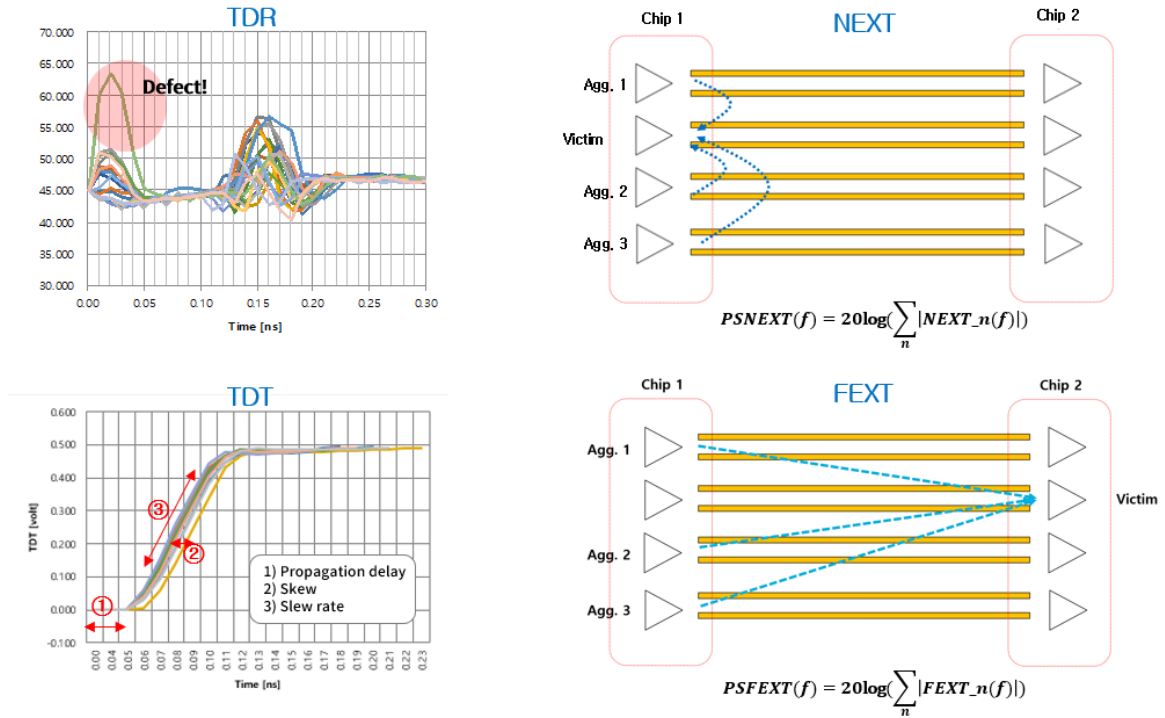 TDR
70.000
65.000
60.000
55.000
50.000
45.000
40.000
35.000
30.000
Defect!
0.00 0.05 0.10 0.15 0.20 0.25 0.30
Time [ns]
NEXT
Chip 1
Chip 2
Agg. 1
Victim
Agg. 2
Agg. 3
PSNEXT(f) = 20log(∑|NEXT_n(f)|)
n
TDT
0.600
0.500
0.400
0.300
0.200
0.100
0.000
-0.100
TDT [volt]
①
②
③
1) Propagation delay
2) Skew
3) Slew rate
0.00 0.04 0.05 0.06 0.07 0.08 0.09 0.10 0.11 0.12 0.13 0.14 0.15 0.16 0.17 0.18 0.19 0.20 0.21 0.22 0.23
Time [ns]
FEXT
Chip 1
Chip 2
Agg. 1
Victim
Agg. 2
Agg. 3
PSFEXT(f) = 20log(∑|FEXT_n(f)|)
n